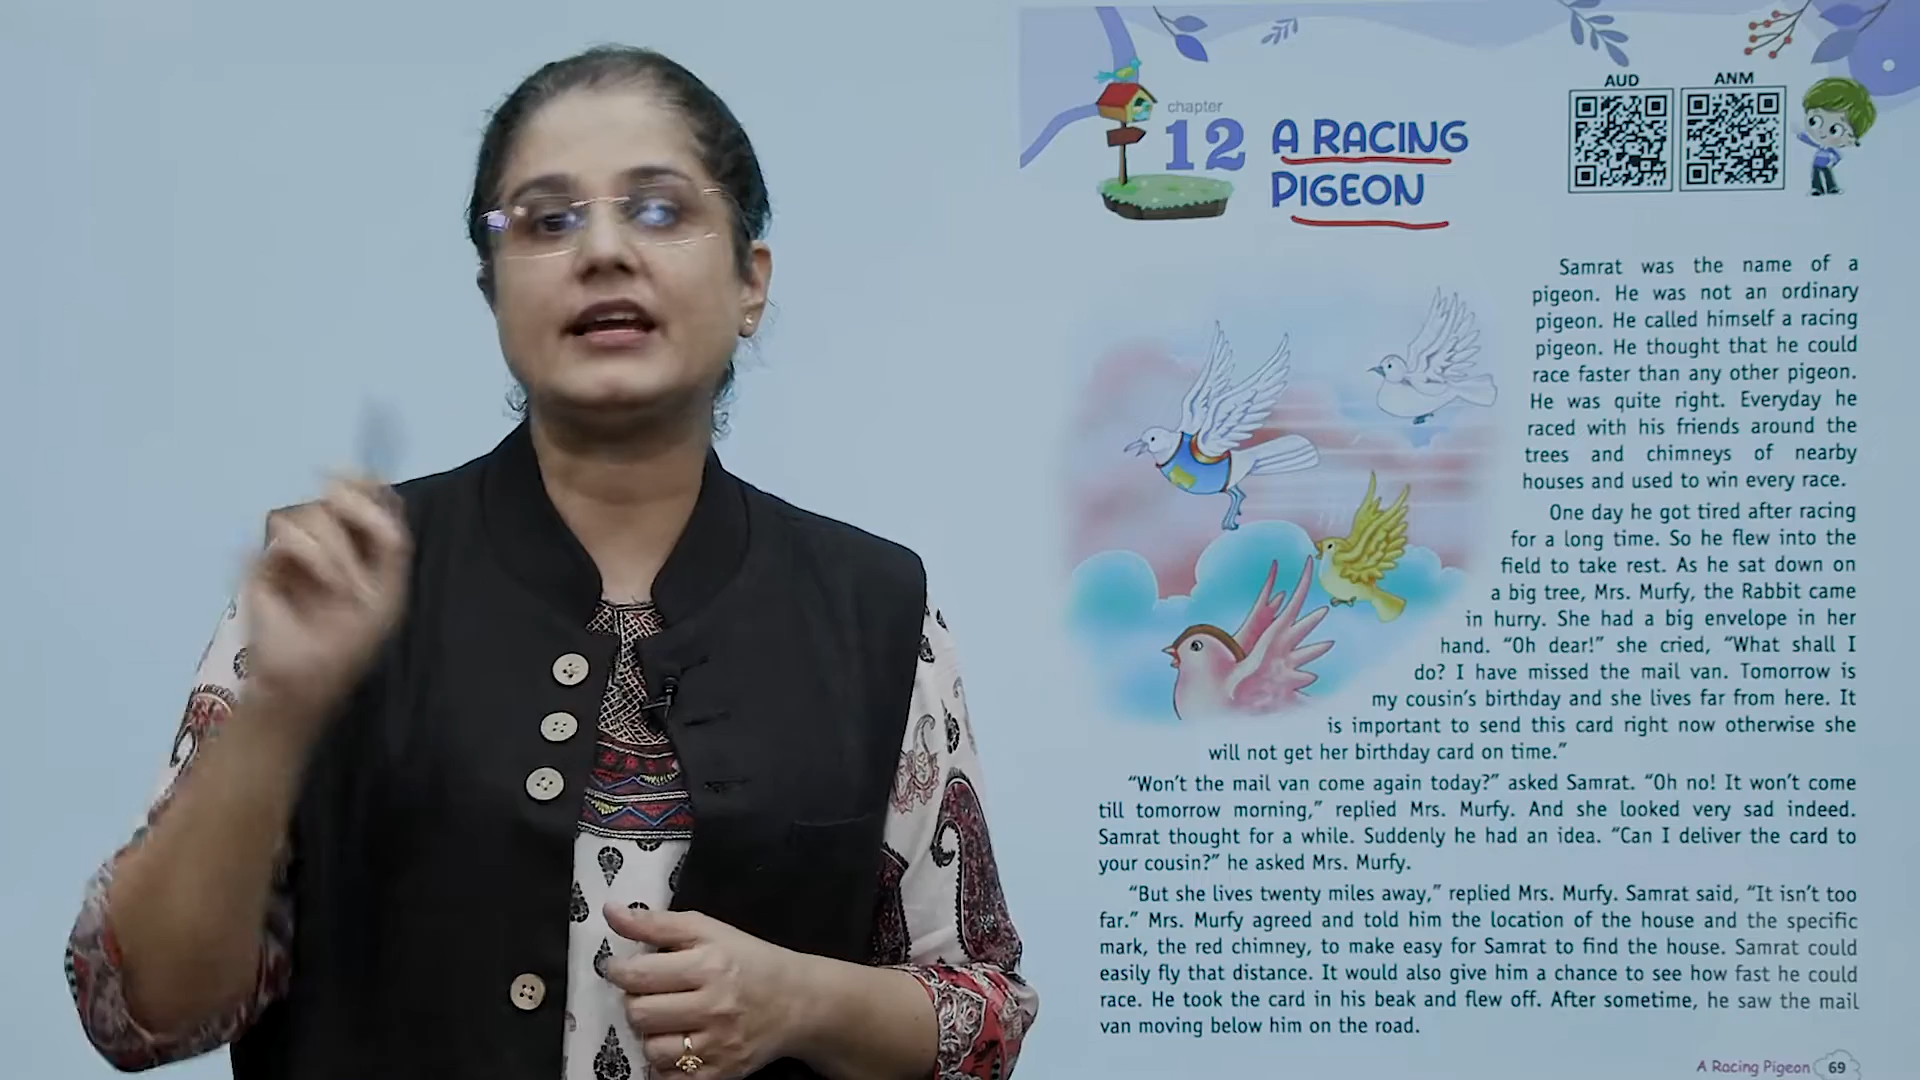 AUD
ANM
chapter
12
A RACING
PIGEON
Samrat was the name of a
pigeon. He was not an ordinary
pigeon. He called himself a racing
pigeon. He thought that he could
race faster than any other pigeon.
He was quite right. Everyday he
raced with his friends around the
trees and chimneys of nearby
houses and used to win every race.
One day he got tired after racing
for a long time. So he flew into the
field to take rest. As he sat down on
a big tree, Mrs. Murfy, the Rabbit came
in hurry. She had a big envelope in her
hand. “Oh dear!” she cried, “What shall I
do? I have missed the mail van. Tomorrow is
my cousin’s birthday and she lives far from here. It
is important to send this card right now otherwise she
will not get her birthday card on time.”
“Won’t the mail van come again today?” asked Samrat. “Oh no! It won’t come
till tomorrow morning,” replied Mrs. Murfy. And she looked very sad indeed.
Samrat thought for a while. Suddenly he had an idea. “Can I deliver the card to
your cousin?” he asked Mrs. Murfy.
“But she lives twenty miles away,” replied Mrs. Murfy. Samrat said, “It isn’t too
far.” Mrs. Murfy agreed and told him the location of the house and the specific
mark, the red chimney, to make easy for Samrat to find the house. Samrat could
easily fly that distance. It would also give him a chance to see how fast he could
race. He took the card in his beak and flew off. After sometime, he saw the mail
van moving below him on the road.
A Racing Pigeon 69